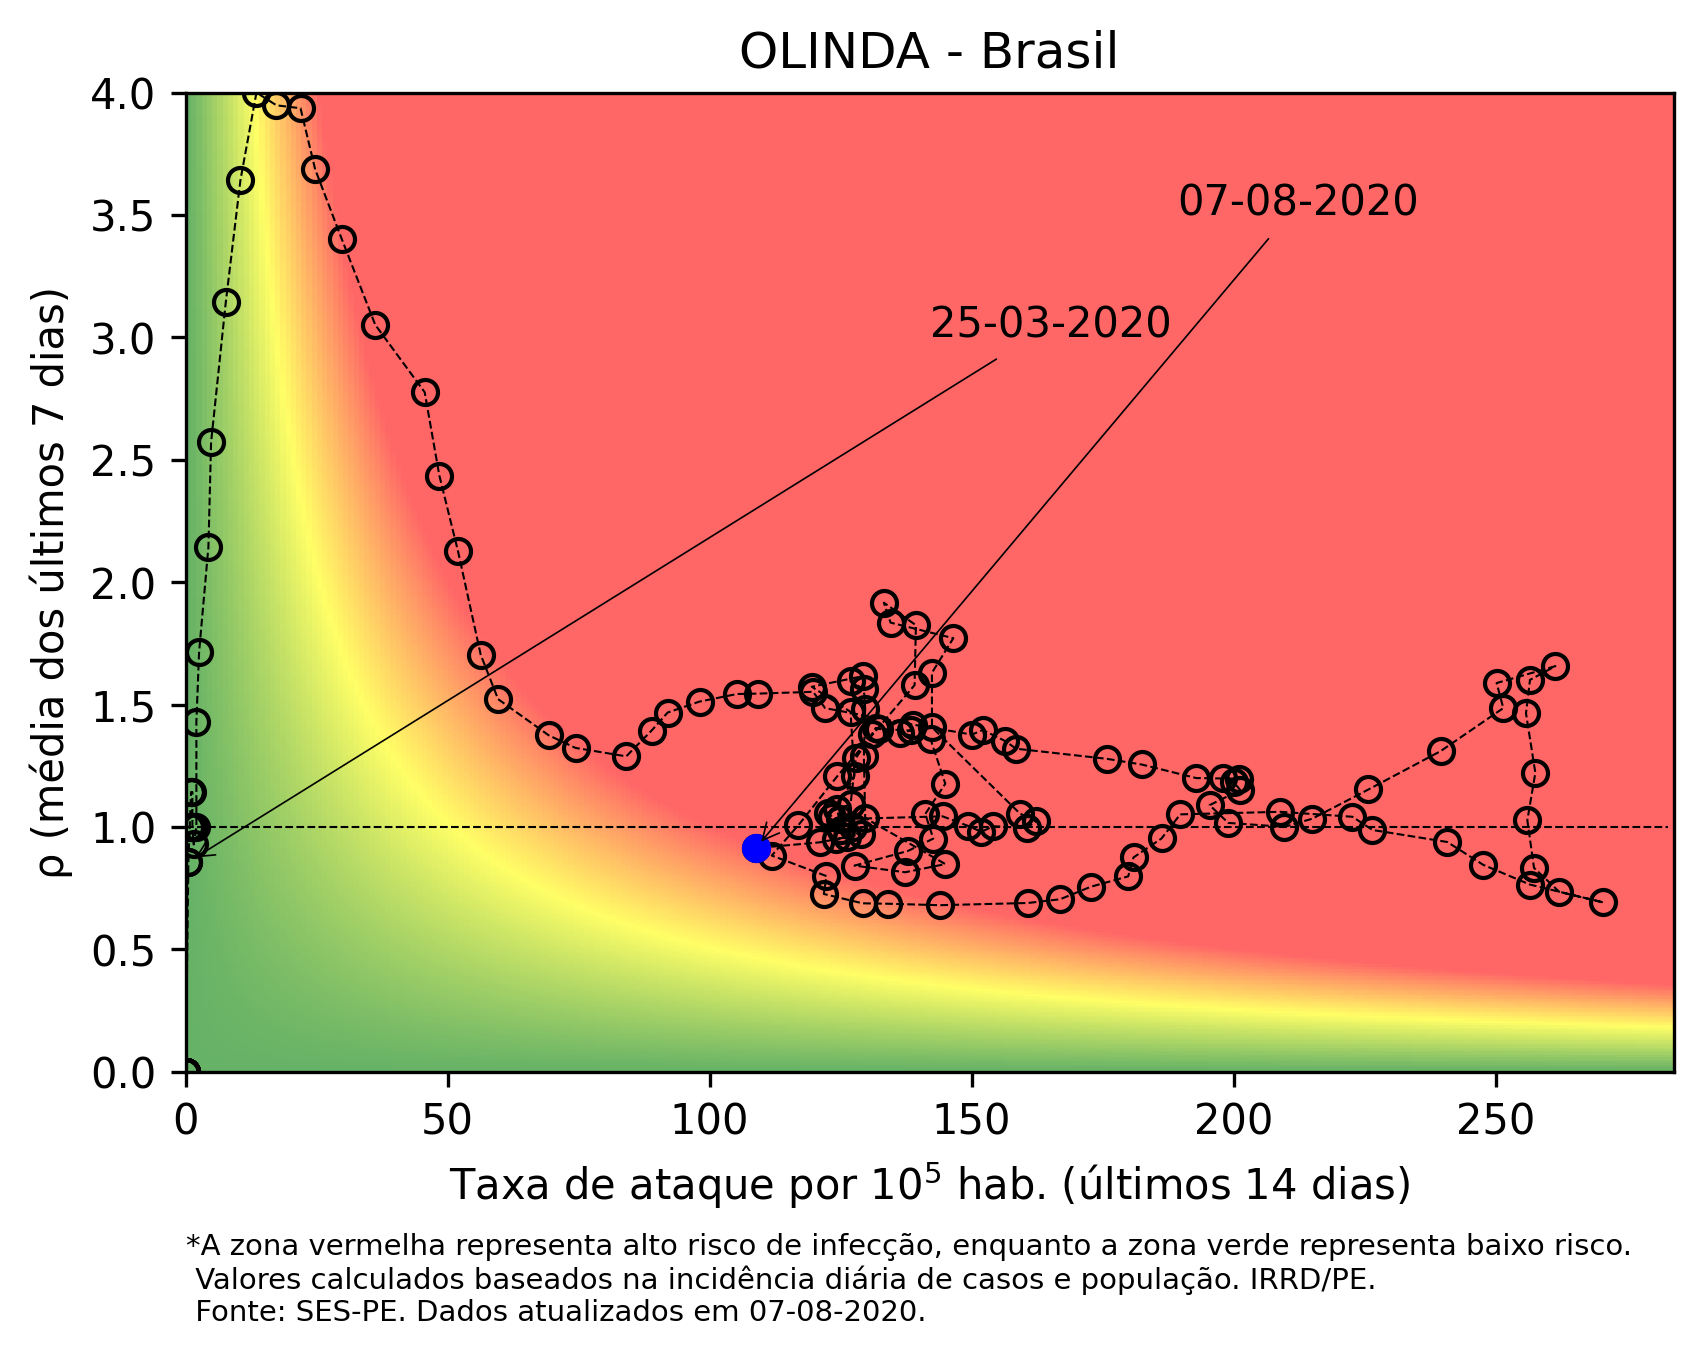 OLINDA - Brasil
4.0
3.5
3.0
2.5
2.0
1.5
1.0
0.5
0.0
ρ (média dos últimos 7 dias)
07-08-2020
25-03-2020
0 50 100 150 200 250
Taxa de ataque por 10⁵ hab. (últimos 14 dias)
*A zona vermelha representa alto risco de infecção, enquanto a zona verde representa baixo risco.
Valores calculados baseados na incidência diária de casos e população. IRRD/PE.
Fonte: SES-PE. Dados atualizados em 07-08-2020.